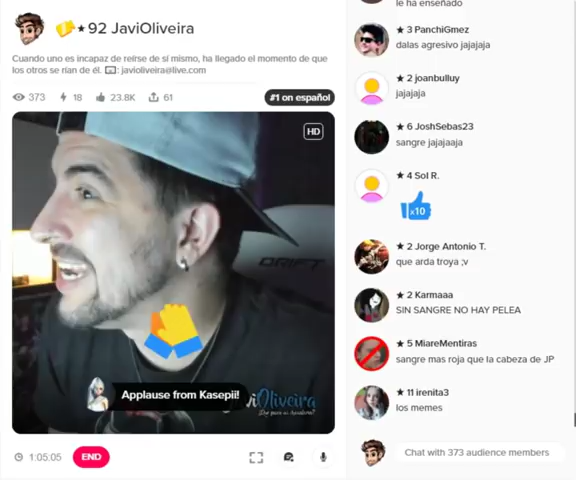 ★ 92 JaviOliveira
Cuando uno es incapaz de reírse de sí mismo, ha llegado el momento de que
los otros se rían de él. : javioliveira@live.com
373 18 23.8K 61
#1 on español
HD
DRIFT
Applause from Kasepii!
viOliveira
1:05:05
END
le ha enseñado
★ 3 PanchiGmez
dalas agresivo jajajaja
★ 2 joanbulluy
jajajaja
★ 6 JoshSebas23
sangre jajajaaja
★ 4 Sol R.
x10
★ 2 Jorge Antonio T.
que arda troya ;v
★ 2 Karmaaa
SIN SANGRE NO HAY PELEA
★ 5 MiareMentiras
sangre mas roja que la cabeza de JP
★ 11 irenita3
los memes
Chat with 373 audience members